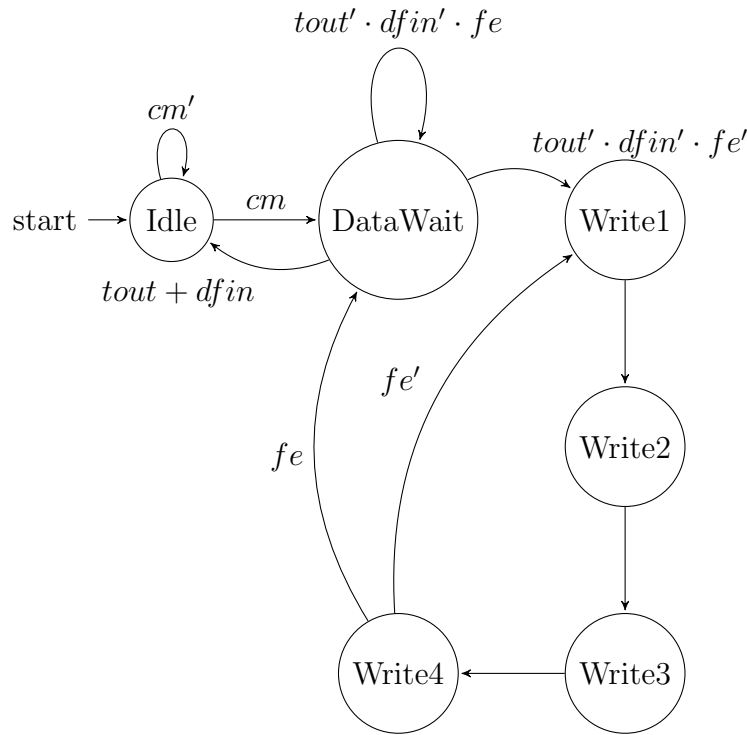 tout′ · dfin′ · fe
cm′
tout′ · dfin′ · fe′
start
Idle
cm
DataWait
Write1
tout + dfin
fe′
Write2
fe
Write4
Write3